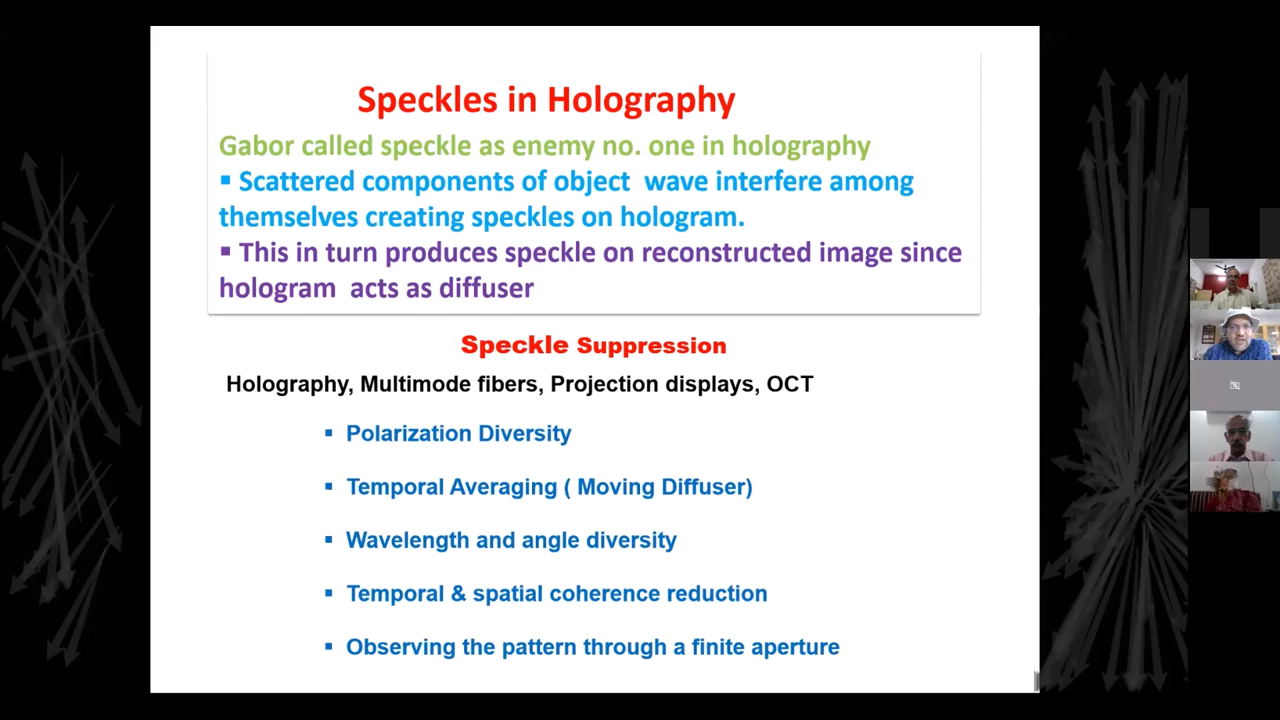 Speckles in Holography
Gabor called speckle as enemy no. one in holography
▪ Scattered components of object wave interfere among
themselves creating speckles on hologram.
▪ This in turn produces speckle on reconstructed image since
hologram acts as diffuser
Speckle Suppression
Holography, Multimode fibers, Projection displays, OCT
▪ Polarization Diversity
▪ Temporal Averaging ( Moving Diffuser)
▪ Wavelength and angle diversity
▪ Temporal & spatial coherence reduction
▪ Observing the pattern through a finite aperture